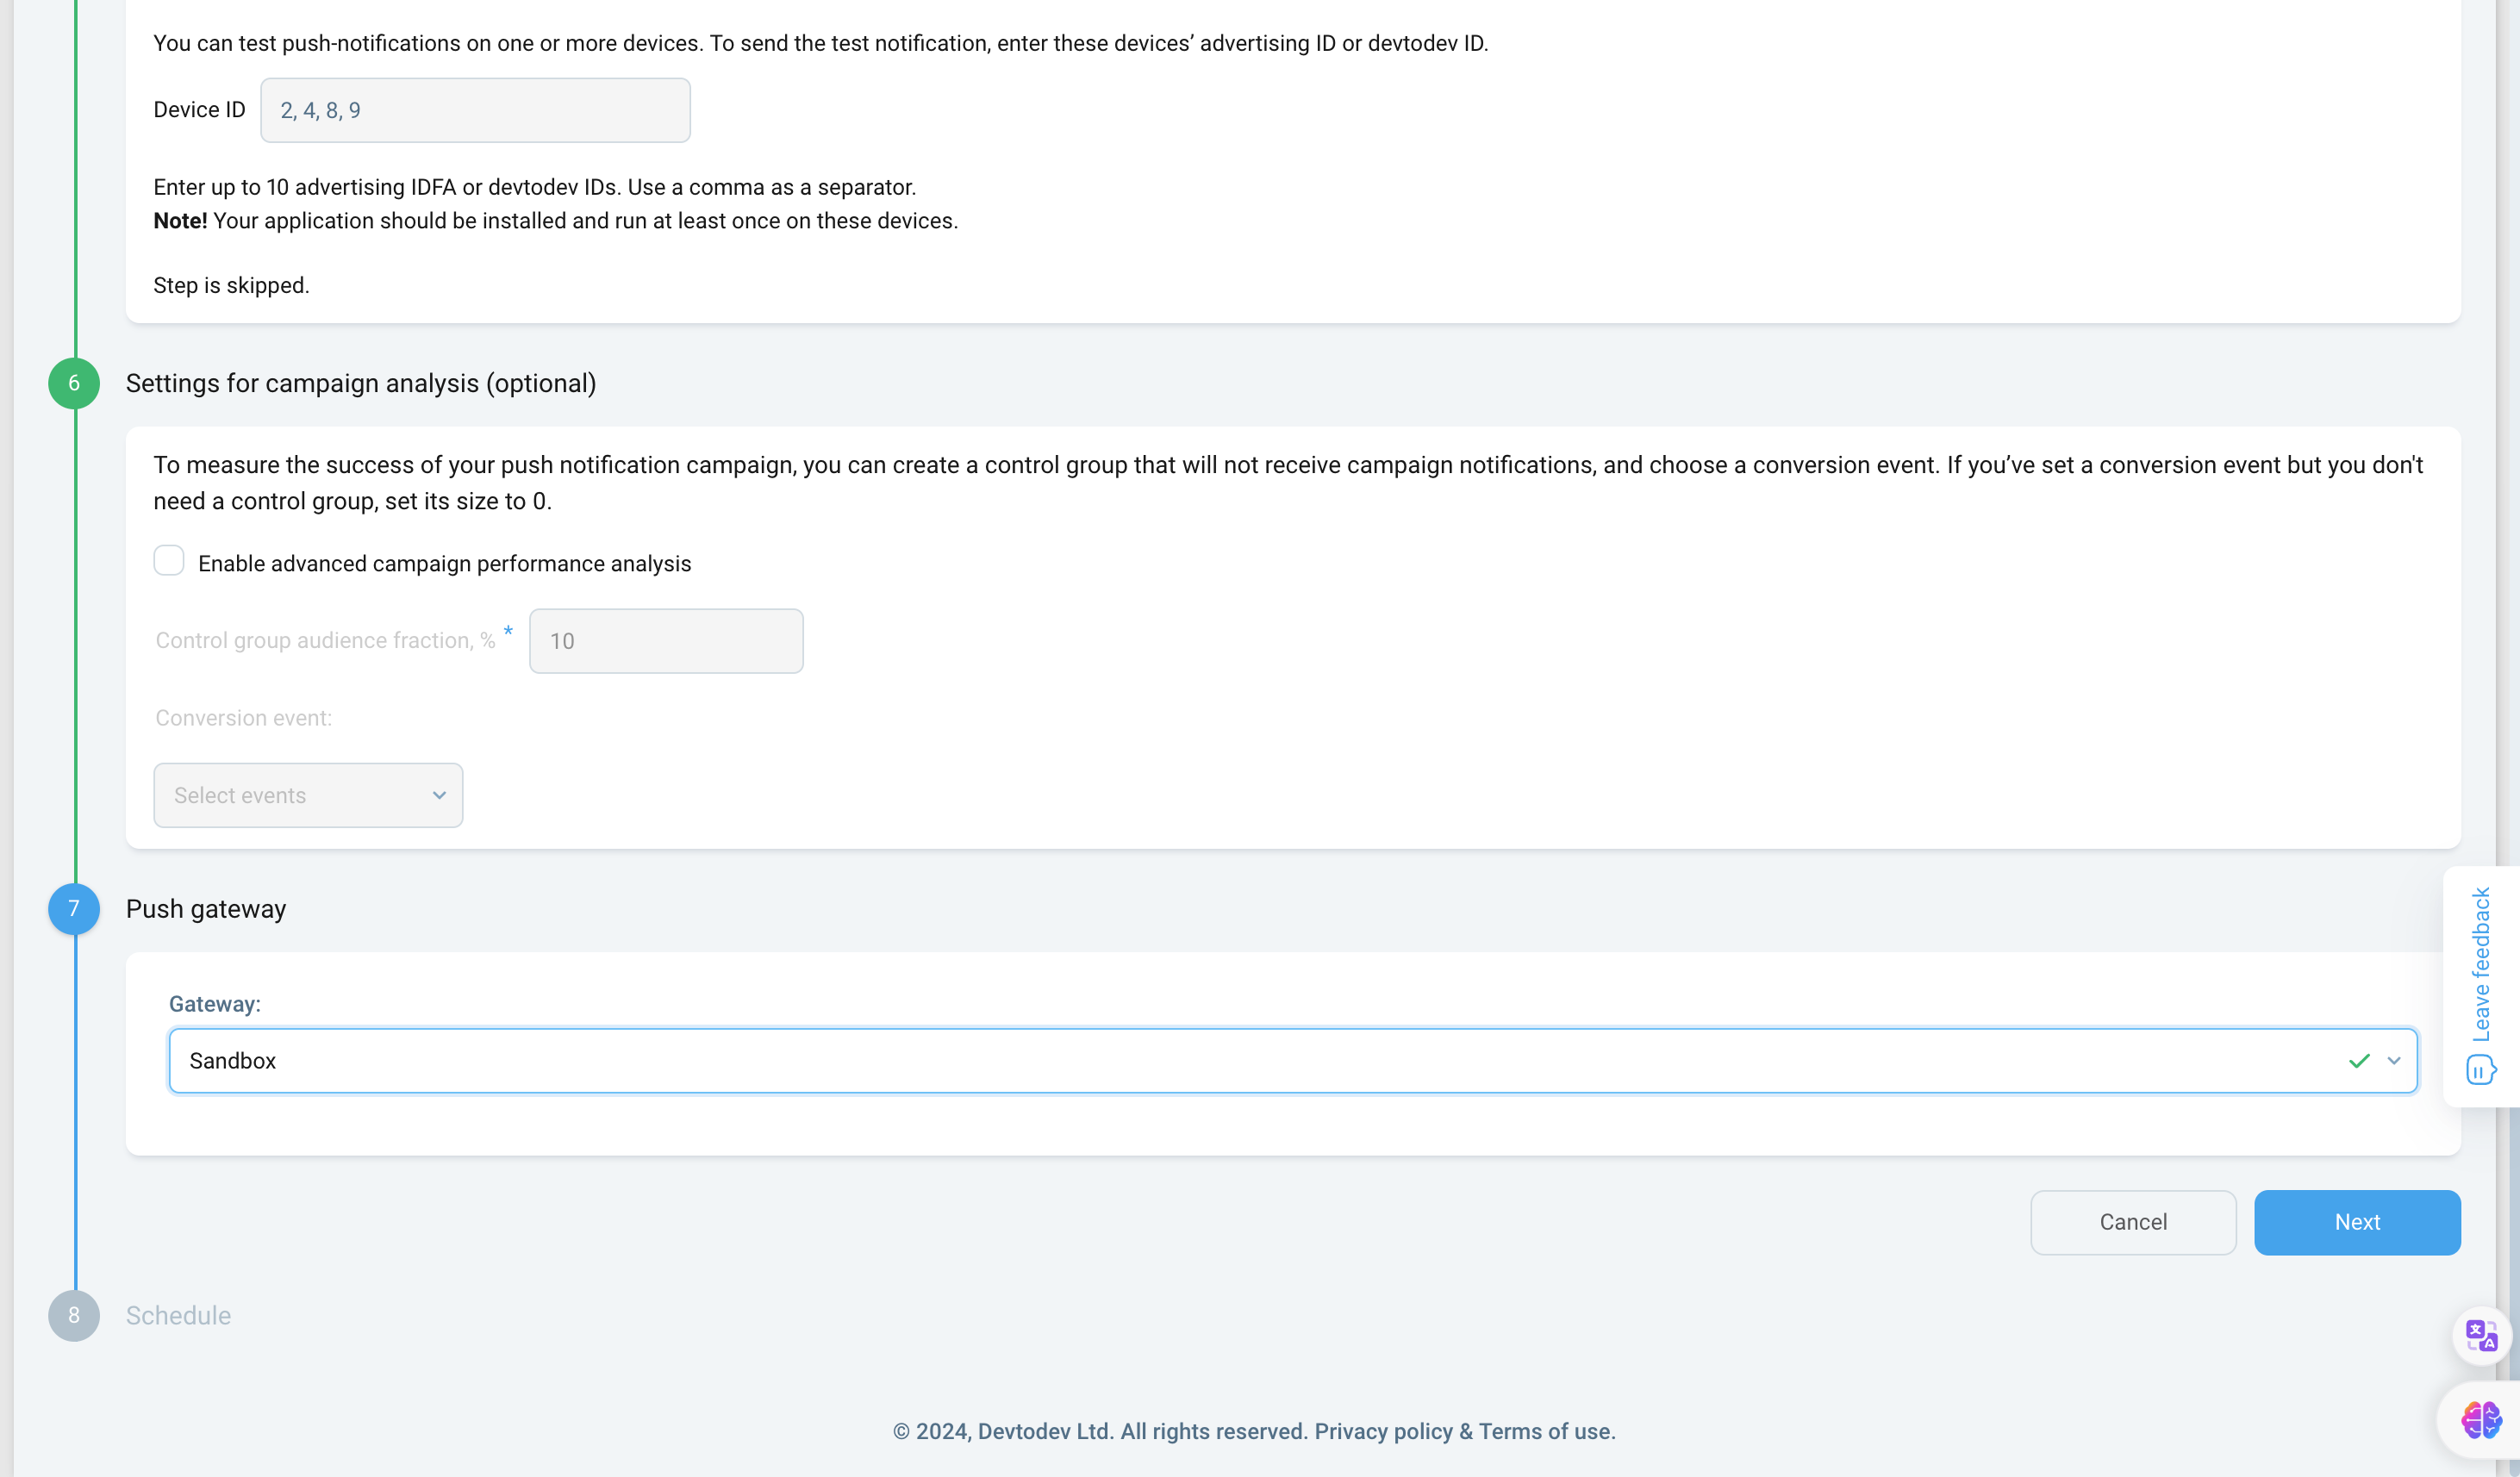 You can test push-notifications on one or more devices. To send the test notification, enter these devices’ advertising ID or devtodev ID.
Device ID
2, 4, 8, 9
Enter up to 10 advertising IDFA or devtodev IDs. Use a comma as a separator.
Note! Your application should be installed and run at least once on these devices.
Step is skipped.
6
Settings for campaign analysis (optional)
To measure the success of your push notification campaign, you can create a control group that will not receive campaign notifications, and choose a conversion event. If you’ve set a conversion event but you don't
need a control group, set its size to 0.
Enable advanced campaign performance analysis
Control group audience fraction, % *
10
Conversion event:
Select events
7
Push gateway
Gateway:
Sandbox
Leave feedback
Cancel
Next
8
Schedule
© 2024, Devtodev Ltd. All rights reserved. Privacy policy & Terms of use.